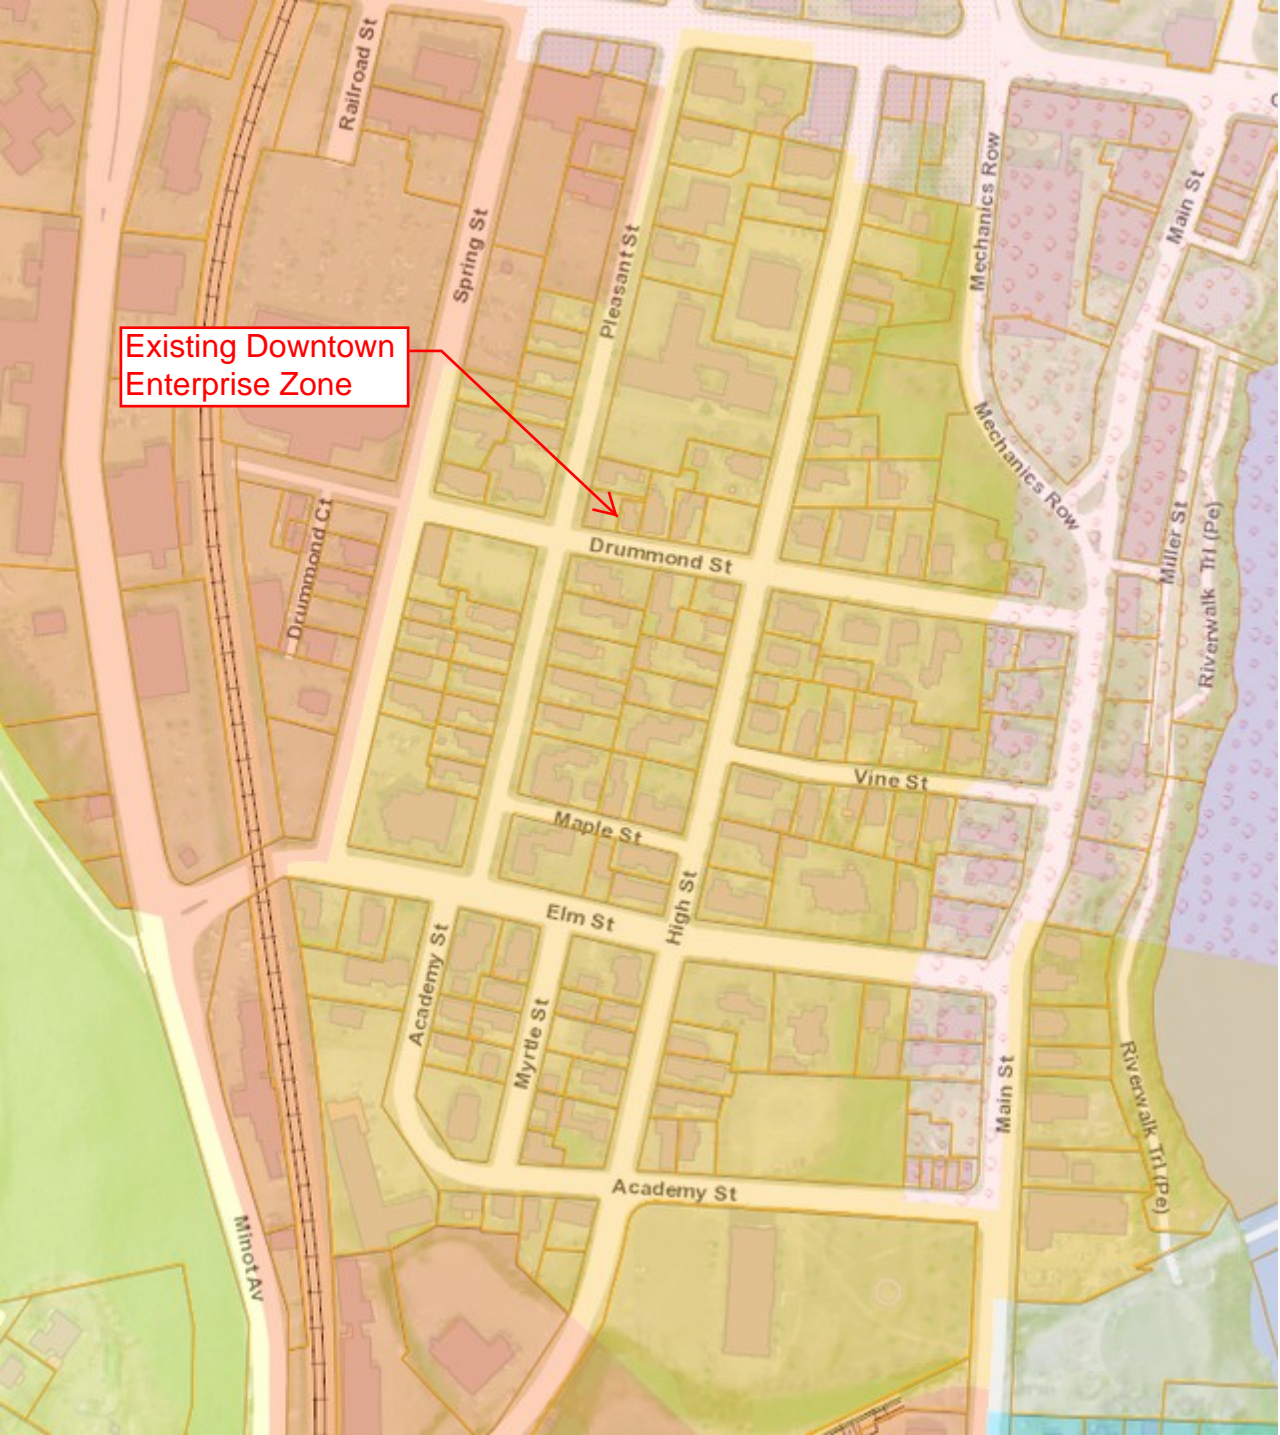 Railroad St
Mechanics Row
Main St
Spring St
Pleasant St
Existing Downtown
Enterprise Zone
Mechanics Row
Drummond Ct
Miller St
Riverwalk Trl (Pe)
Drummond St
Vine St
Maple St
High St
Elm St
Academy St
Myrtle St
Main St
Riverwalk Trl (Pe)
Academy St
Minot Av